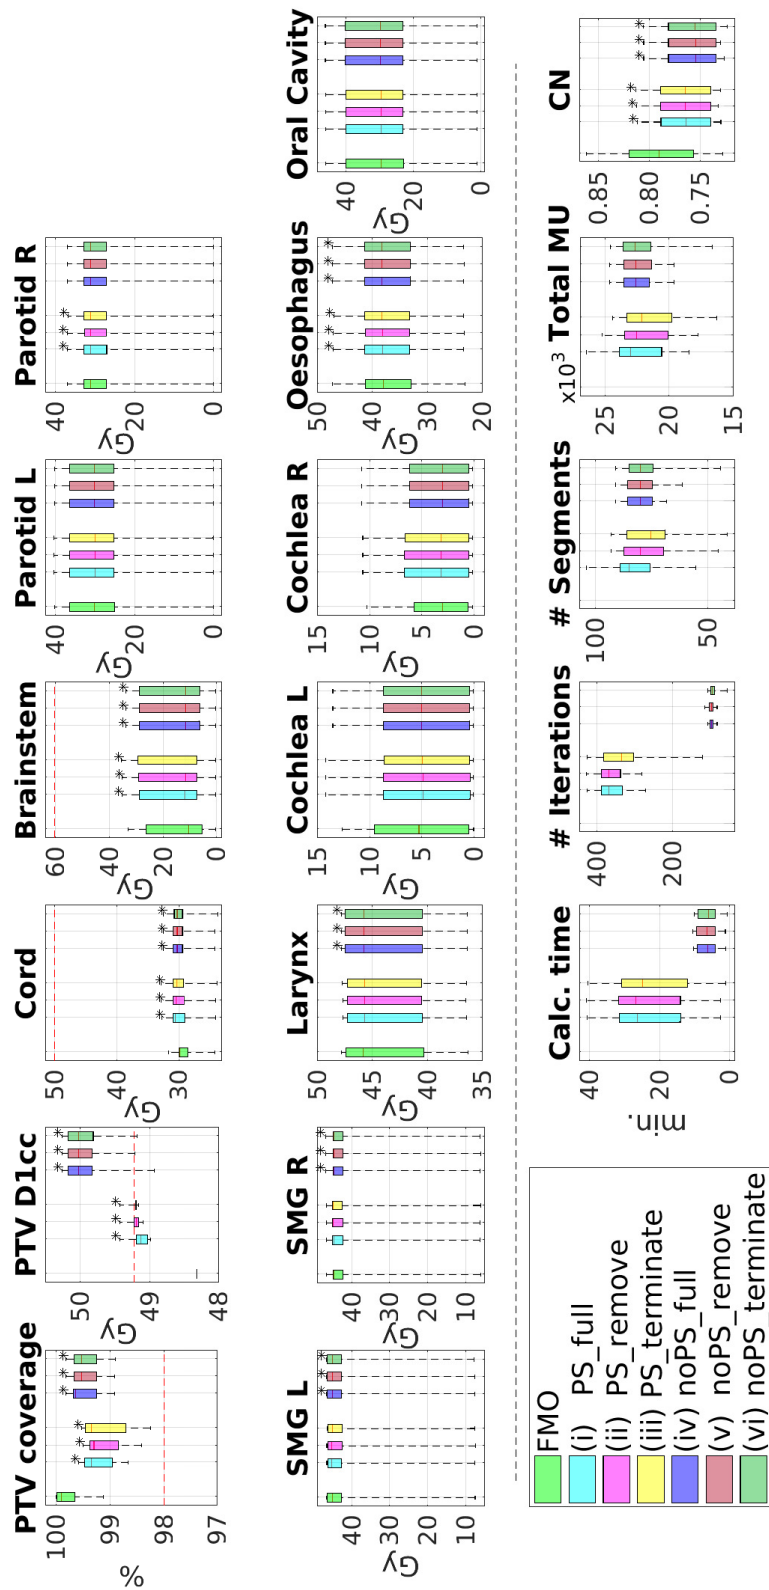 PTV coverage
%
100
99
98
97
PTV D1cc
Gy
50
49
48
Cord
Gy
50
40
30
Brainstem
Gy
60
40
20
0
Parotid L
Gy
40
20
0
Parotid R
Gy
40
20
0
SMG L
Gy
40
30
20
10
SMG R
40
30
20
10
Larynx
50
45
40
35
Cochlea L
15
10
5
0
Cochlea R
15
10
5
0
Oesophagus
Gy
50
40
30
20
Oral Cavity
Gy
40
20
0
FMO
(i) PS_full
(ii) PS_remove
(iii) PS_terminate
(iv) noPS_full
(v) noPS_remove
(vi) noPS_terminate
Calc. time
min.
40
20
0
# Iterations
400
200
# Segments
100
50
x10³ Total MU
25
20
15
CN
0.85
0.80
0.75